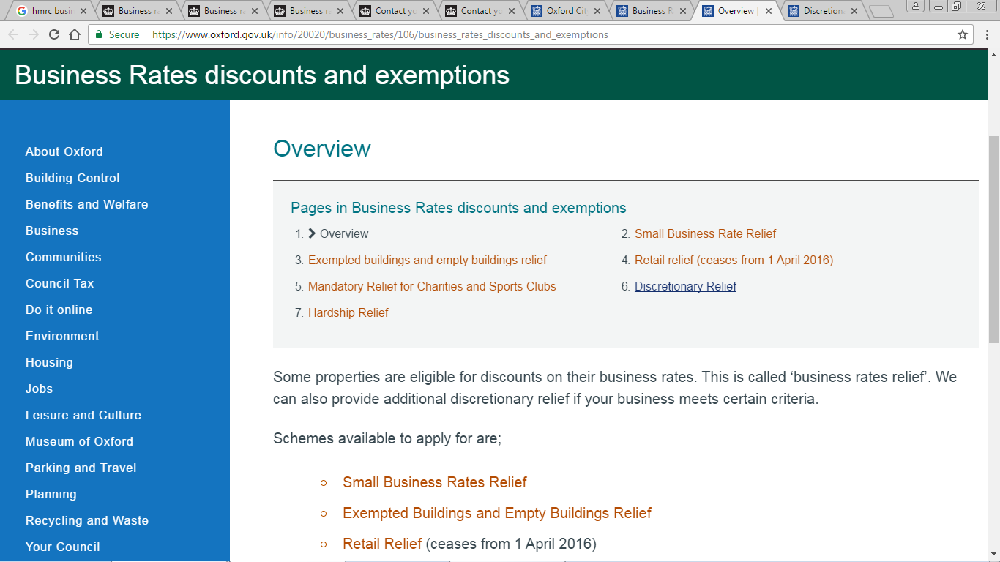 hmrc busin
Business ra
Business ra
Business ra
Contact yo
Contact yo
Oxford Cit
Business R
Overview |
Discretion
Secure
https://www.oxford.gov.uk/info/20020/business_rates/106/business_rates_discounts_and_exemptions
Business Rates discounts and exemptions
About Oxford
Building Control
Benefits and Welfare
Business
Communities
Council Tax
Do it online
Environment
Housing
Jobs
Leisure and Culture
Museum of Oxford
Parking and Travel
Planning
Recycling and Waste
Your Council
Overview
Pages in Business Rates discounts and exemptions
1. Overview
2. Small Business Rate Relief
3. Exempted buildings and empty buildings relief
4. Retail relief (ceases from 1 April 2016)
5. Mandatory Relief for Charities and Sports Clubs
6. Discretionary Relief
7. Hardship Relief
Some properties are eligible for discounts on their business rates. This is called ‘business rates relief’. We
can also provide additional discretionary relief if your business meets certain criteria.
Schemes available to apply for are;
Small Business Rates Relief
Exempted Buildings and Empty Buildings Relief
Retail Relief (ceases from 1 April 2016)